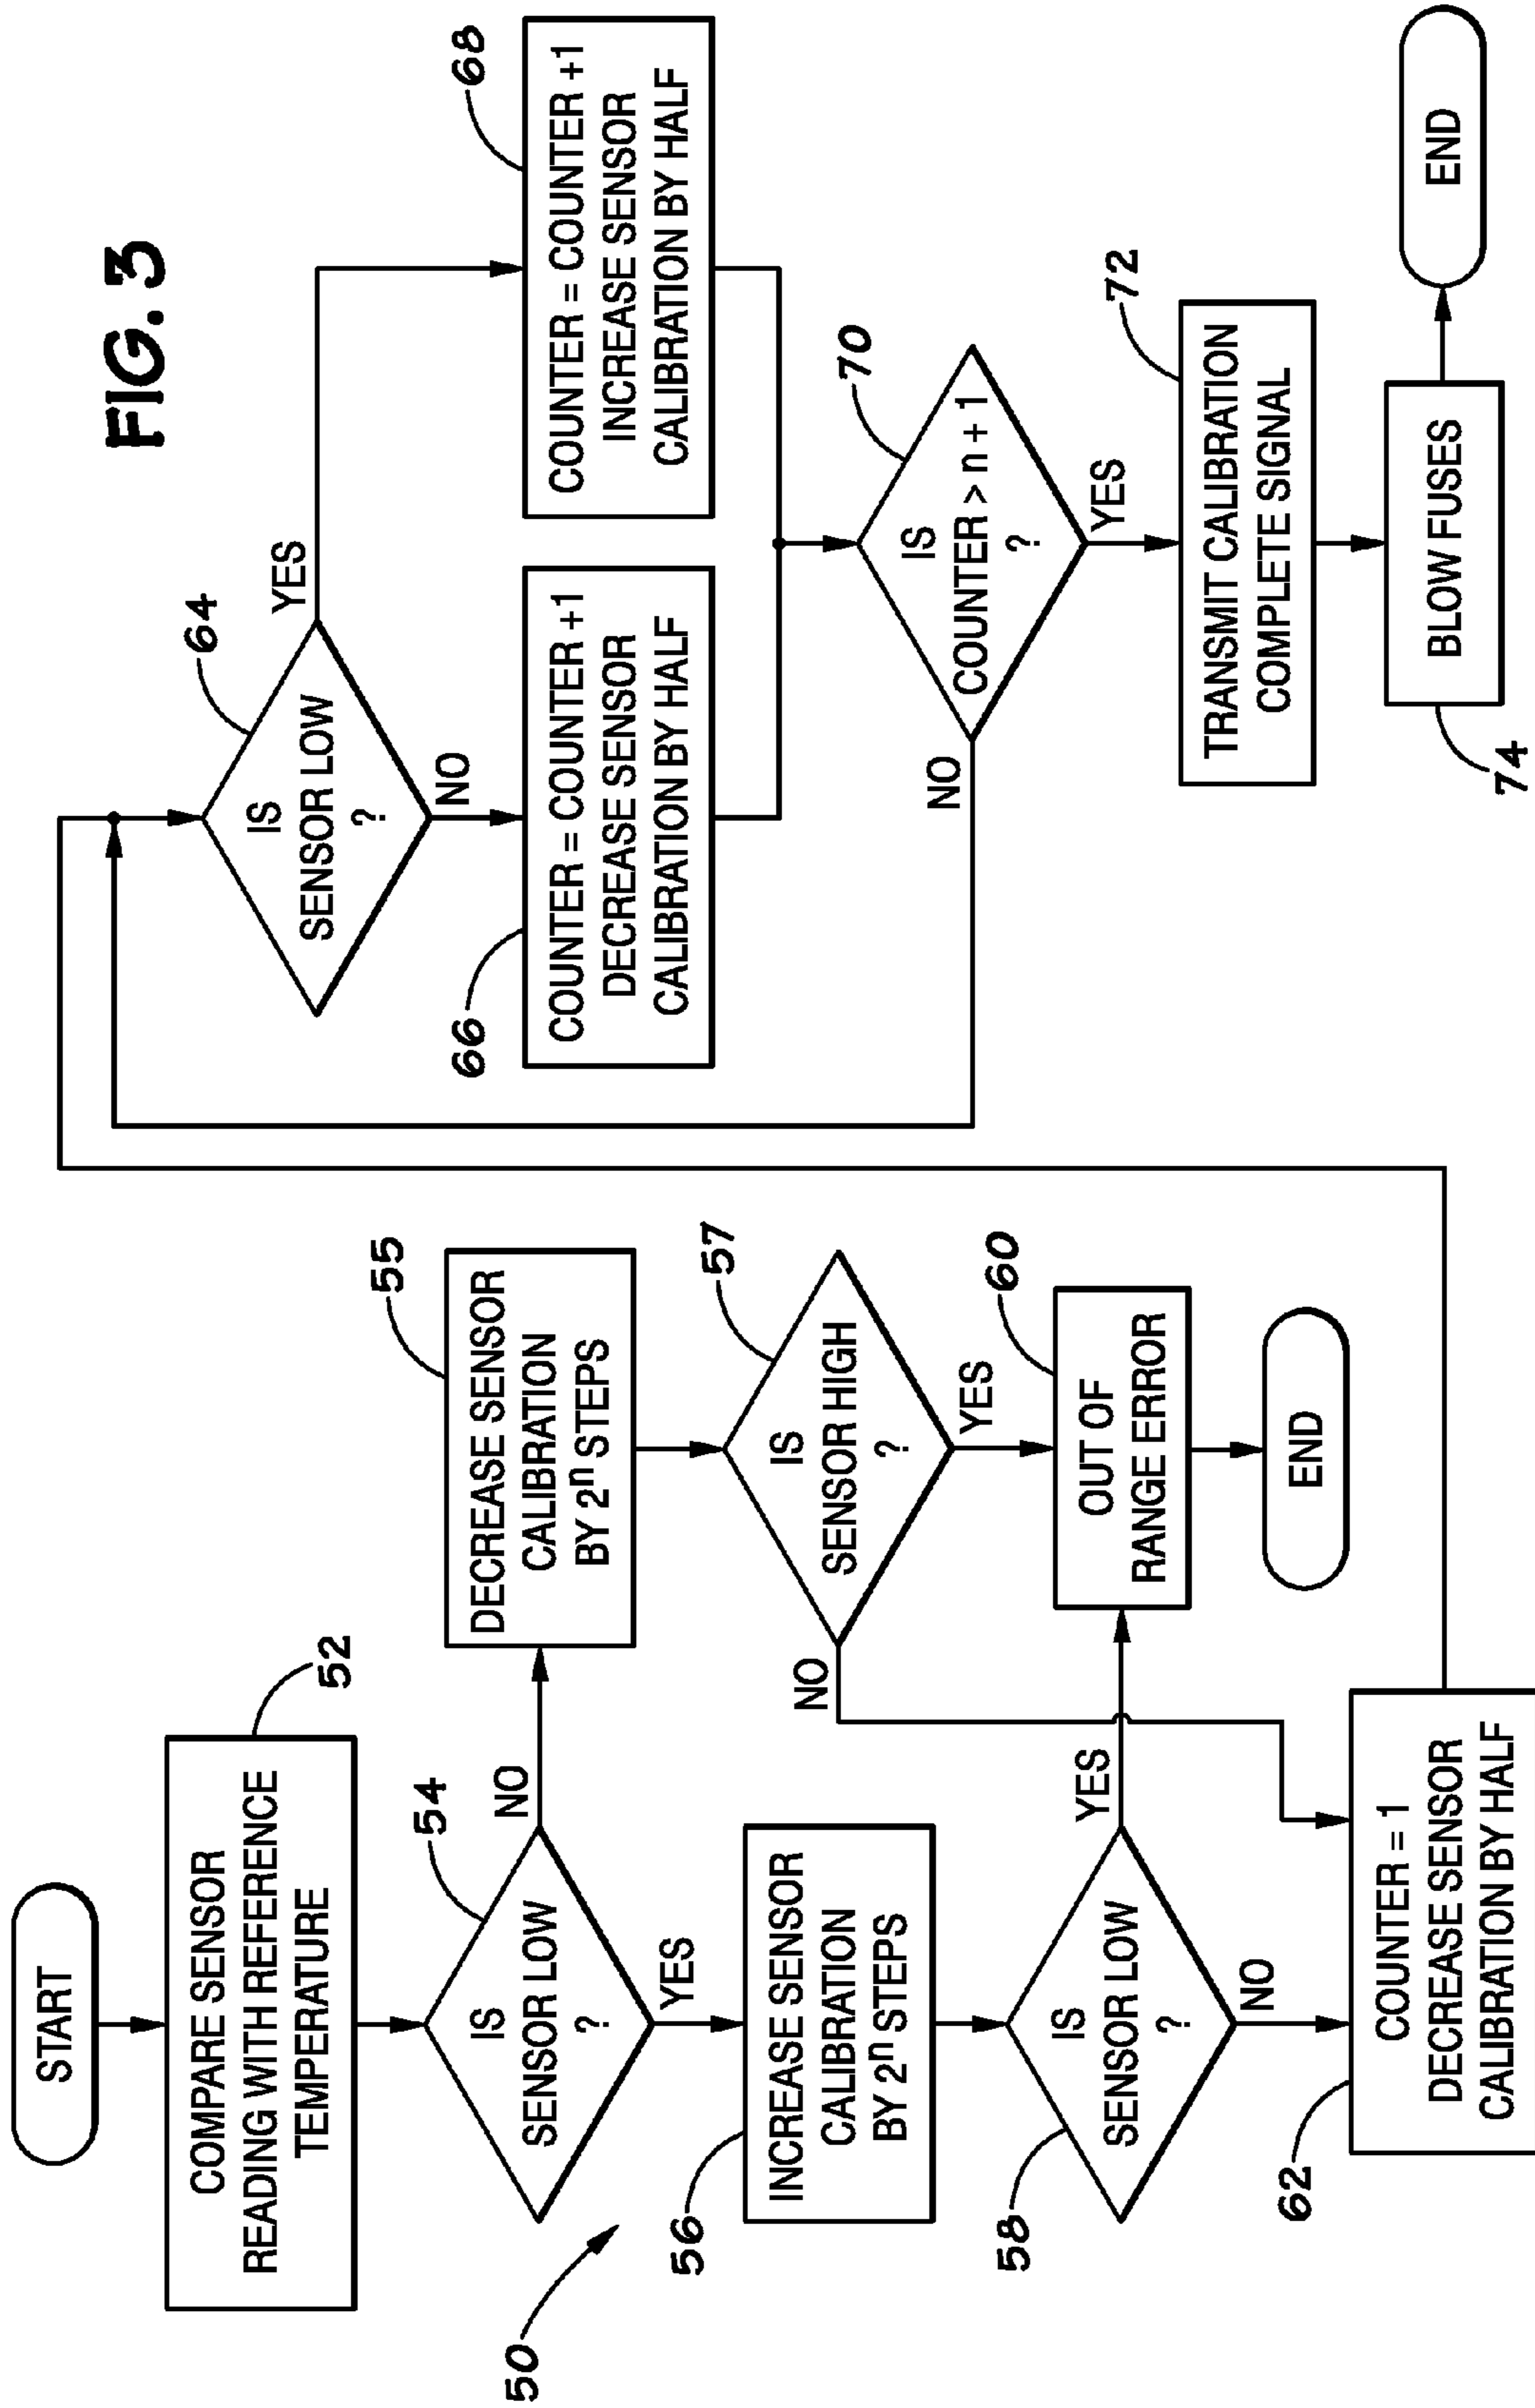 FIG. 3
START
COMPARE SENSOR
READING WITH REFERENCE
TEMPERATURE
52
IS
SENSOR LOW
?
54
NO
YES
50
DECREASE SENSOR
CALIBRATION
BY 2ⁿ STEPS
55
INCREASE SENSOR
CALIBRATION
BY 2ⁿ STEPS
56
IS
SENSOR HIGH
?
57
NO
YES
IS
SENSOR LOW
?
58
YES
NO
OUT OF
RANGE ERROR
60
END
COUNTER = 1
DECREASE SENSOR
CALIBRATION BY HALF
62
IS
SENSOR LOW
?
64
YES
NO
COUNTER = COUNTER +1
DECREASE SENSOR
CALIBRATION BY HALF
66
COUNTER = COUNTER +1
INCREASE SENSOR
CALIBRATION BY HALF
68
IS
COUNTER > n + 1
?
70
NO
YES
TRANSMIT CALIBRATION
COMPLETE SIGNAL
72
BLOW FUSES
74
END